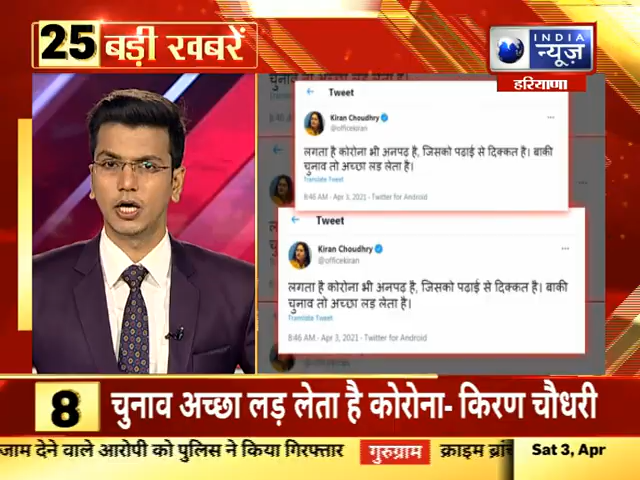 25 बड़ी खबरें
INDIA
न्यूज़
हरियाणा
Tweet
Kiran Choudhry
@officekiran
लगता है कोरोना भी अनपढ़ है, जिसको पढाई से दिक्कत है। बाकी
चुनाव तो अच्छा लड़ लेता है।
Translate Tweet
8:46 AM - Apr 3, 2021 - Twitter for Android
Tweet
Kiran Choudhry
@officekiran
लगता है कोरोना भी अनपढ़ है, जिसको पढाई से दिक्कत है। बाकी
चुनाव तो अच्छा लड़ लेता है।
Translate Tweet
8:46 AM - Apr 3, 2021 - Twitter for Android
8 चुनाव अच्छा लड़ लेता है कोरोना- किरण चौधरी
जाम देने वाले आरोपी को पुलिस ने किया गिरफ्तार गुरुग्राम क्राइम ब्रांच Sat 3, Apr